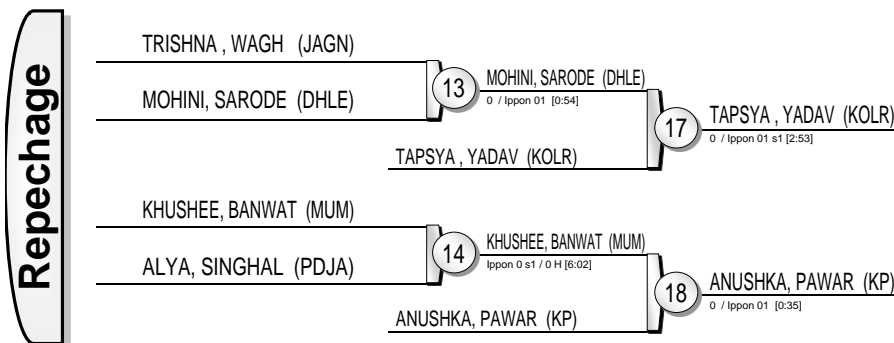 Repechage
TRISHNA , WAGH (JAGN)
MOHINI, SARODE (DHLE)
13
MOHINI, SARODE (DHLE)
0 / Ippon 01 [0:54]
TAPSYA , YADAV (KOLR)
17
TAPSYA , YADAV (KOLR)
0 / Ippon 01 s1 [2:53]
KHUSHEE, BANWAT (MUM)
ALYA, SINGHAL (PDJA)
14
KHUSHEE, BANWAT (MUM)
Ippon 0 s1 / 0 H [6:02]
ANUSHKA, PAWAR (KP)
18
ANUSHKA, PAWAR (KP)
0 / Ippon 01 [0:35]